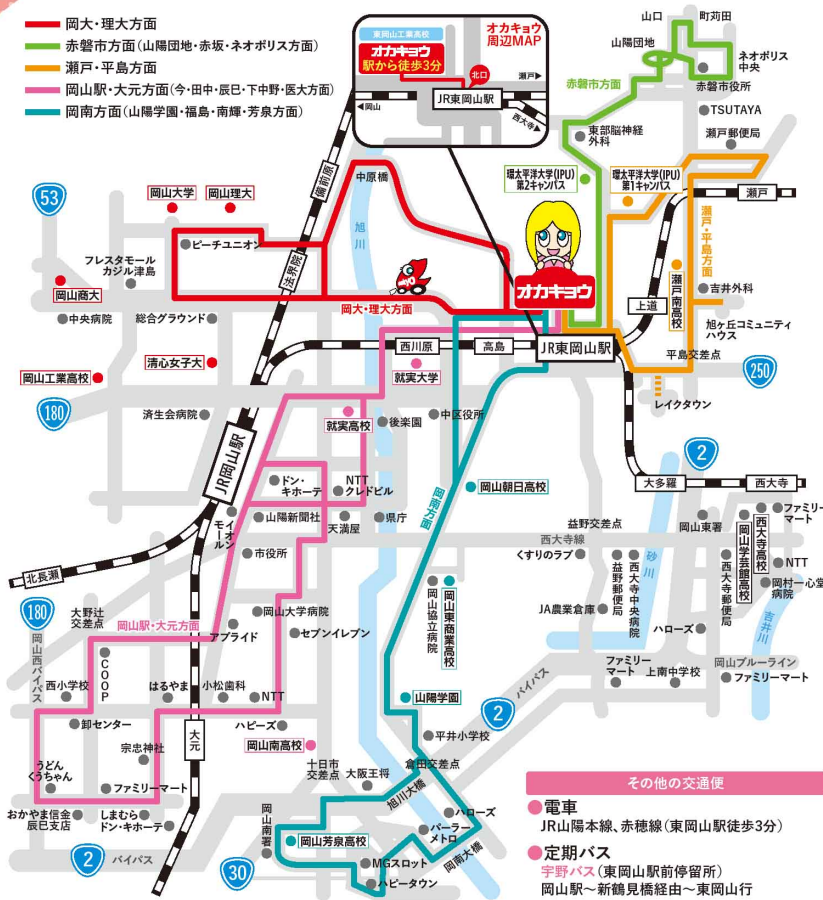 岡大・理大方面
赤磐市方面(山陽団地・赤坂・ネオポリス方面)
瀬戸・平島方面
岡山駅・大元方面(今・田中・辰巳・下中野・医大方面)
岡南方面(山陽学園・福島・南輝・芳泉方面)
東岡山工業高校
オカキョウ
駅から徒歩3分
オカキョウ
周辺MAP
北口
瀬戸▶
JR東岡山駅
◀岡山
西大寺▶
山口
町苅田
山陽団地
ネオポリス
中央
赤磐市方面
赤磐市役所
TSUTAYA
東部脳神経
外科
瀬戸郵便局
環太平洋大学(IPU)
第2キャンパス
環太平洋大学(IPU)
第1キャンパス
瀬戸
瀬戸・平島方面
瀬戸南高校
吉井外科
上道
旭ヶ丘コミュニティ
ハウス
平島交差点
250
レイクタウン
53
岡山大学
岡山理大
備前原
中原橋
旭川
ピーチユニオン
フレスタモール
カジル津島
法界院
岡山商大
中央病院
総合グラウンド
岡大・理大方面
オカキョウ
JR東岡山駅
西川原
高島
清心女子大
就実大学
岡山工業高校
180
済生会病院
就実高校
後楽園
中区役所
JR岡山駅
2
大多羅
西大寺
ドン・
キホーテ
NTT
クレドビル
岡山朝日高校
岡南方面
イオン
モール
山陽新聞社
天満屋
県庁
市役所
益野交差点
西大寺線
くすりのラブ
砂川
岡山東署
ファミリー
マート
西大寺高校
岡山学芸館高校
NTT
岡村一心堂
病院
西大寺郵便局
益野郵便局
西大寺中央病院
北長瀬
180
大野辻
交差点
岡山駅・大元方面
岡山大学病院
アプライド
セブンイレブン
岡山協立病院
岡山東商業高校
JA農業倉庫
ハローズ
吉井川
岡山西バイパス
COOP
西小学校
はるやま
小松歯科
NTT
山陽学園
2
バイパス
ファミリー
マート
上南中学校
岡山ブルーライン
ファミリーマート
卸センター
大元
ハピーズ
岡山南高校
平井小学校
宗忠神社
うどん
くうちゃん
ファミリーマート
十日市
交差点
大阪王将
倉田交差点
旭川大橋
おかやま信金
辰巳支店
しまむら
ドン・キホーテ
岡山南署
岡山芳泉高校
ハローズ
パーラー
メトロ
岡南大橋
MGスロット
ハピータウン
2
バイパス
30
その他の交通便
電車
JR山陽本線、赤穂線(東岡山駅徒歩3分)
定期バス
宇野バス(東岡山駅前停留所)
岡山駅～新鶴見橋経由～東岡山行